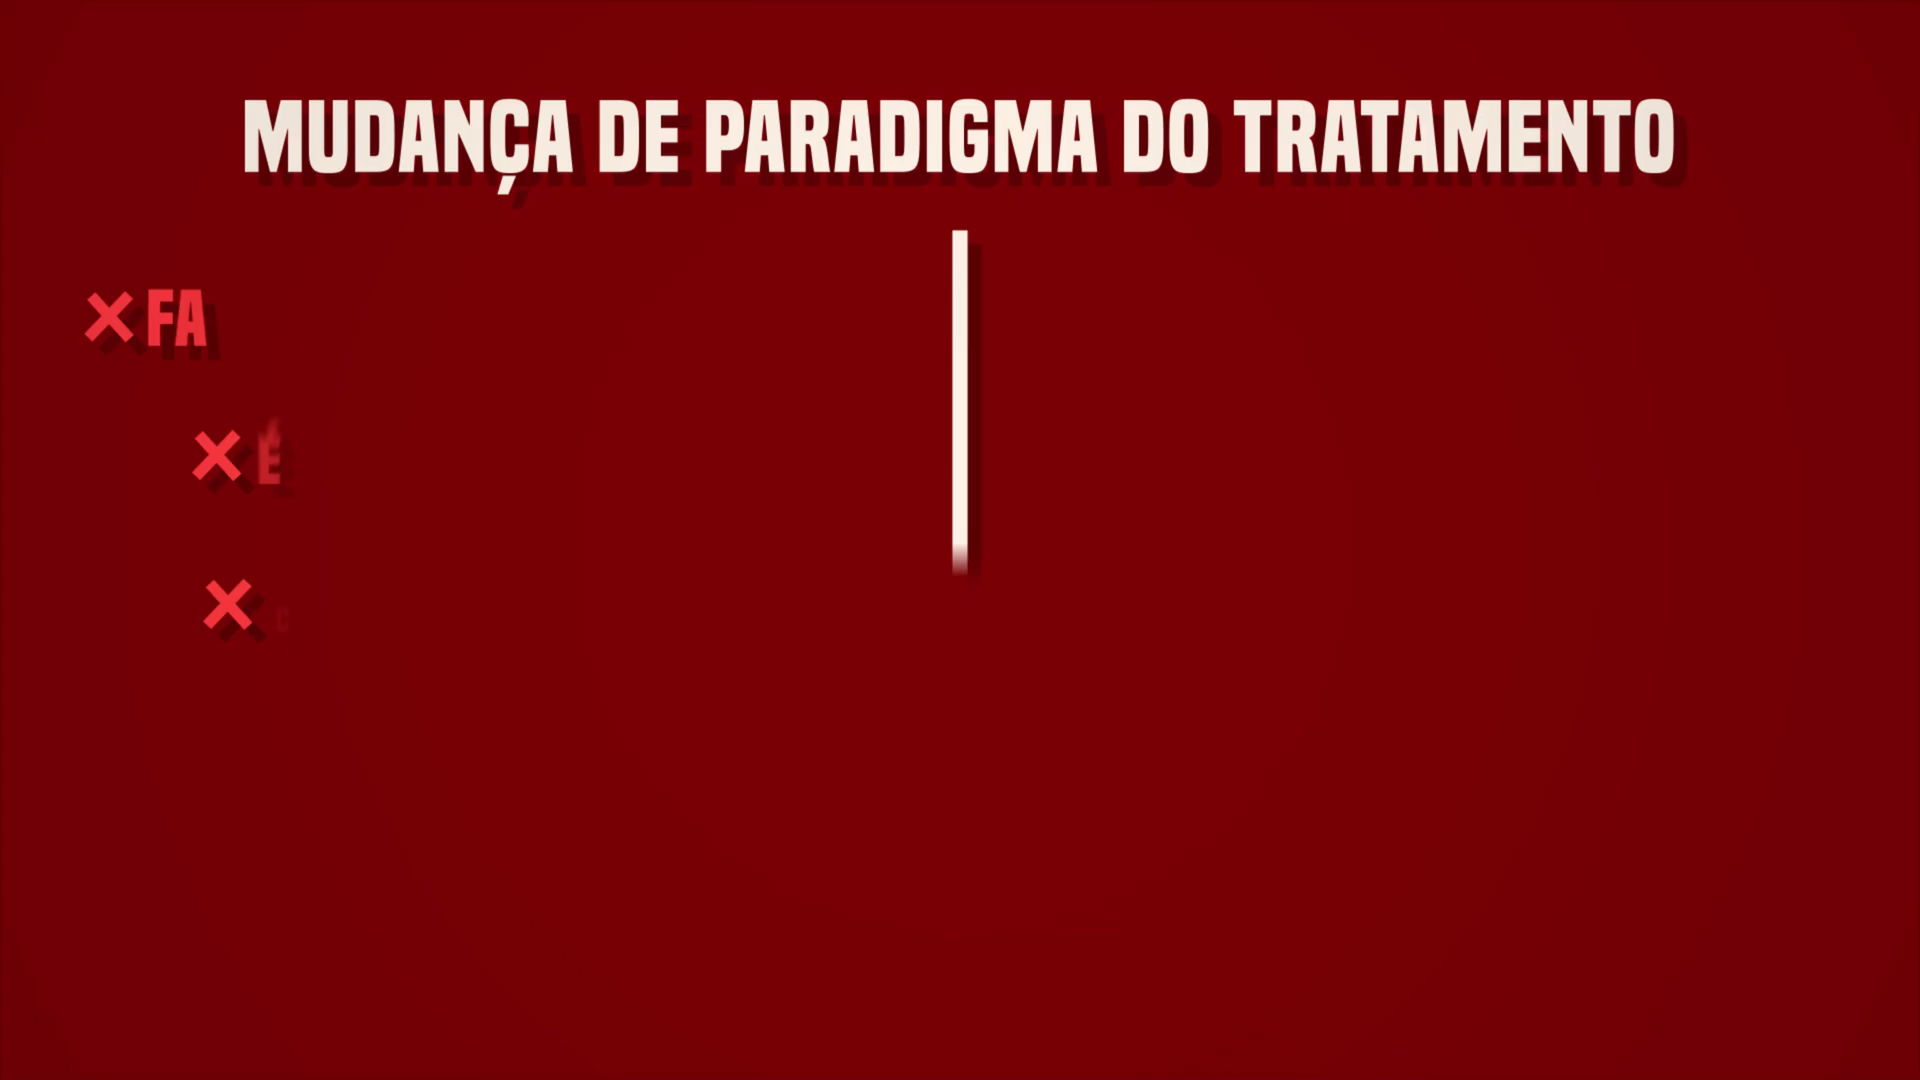 MUDANÇA DE PARADIGMA DO TRATAMENTO
✕ FA
✕ É
✕